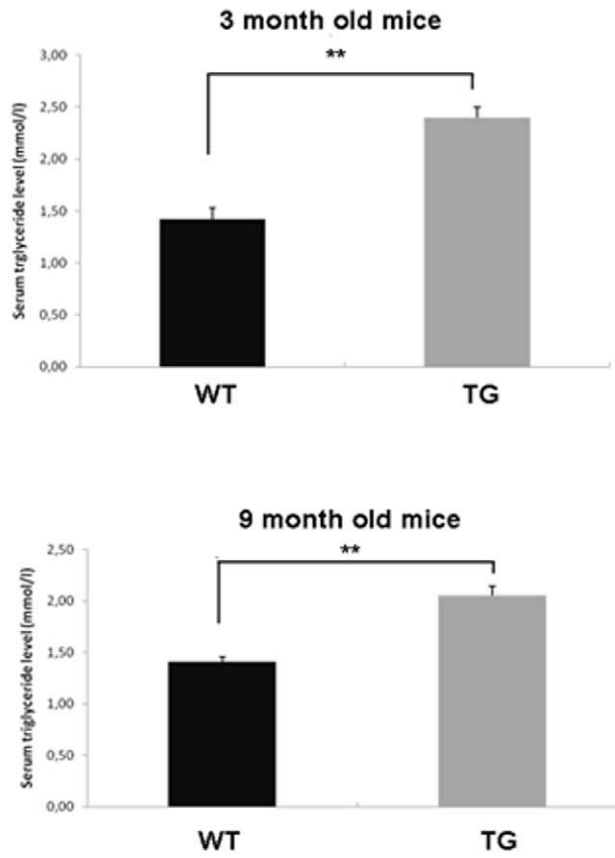 3 month old mice
**
3,00
2,50
2,00
1,50
1,00
0,50
0,00
Serum trglyceride level (mmol/l)
WT TG
9 month old mice
**
2,50
2,00
1,50
1,00
0,50
0,00
Serum triglyceride level (mmol/l)
WT TG